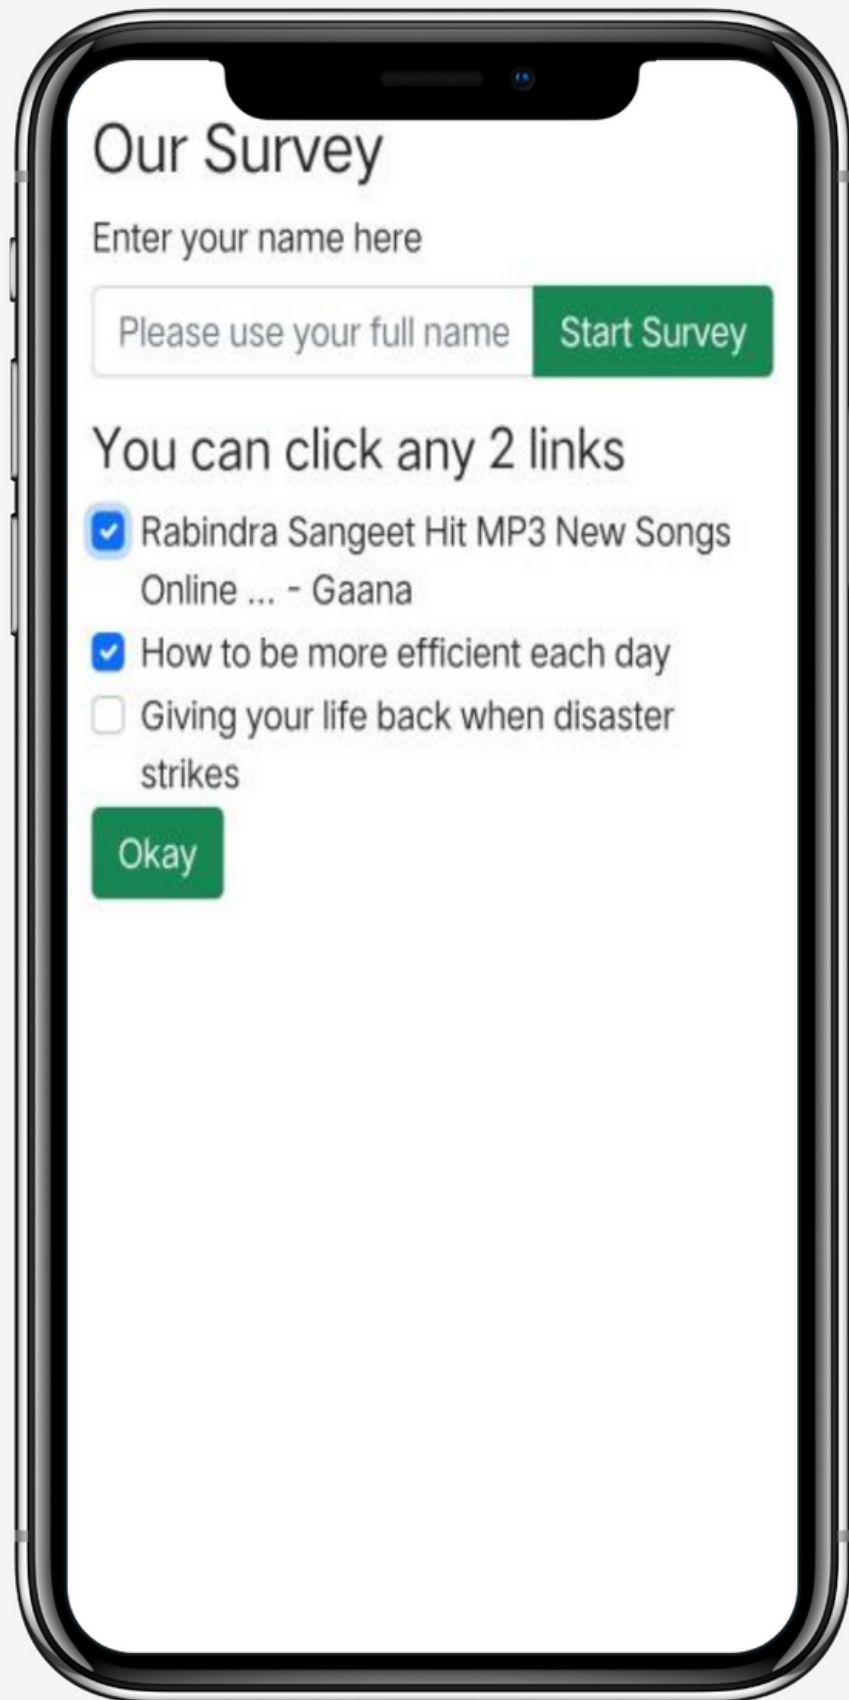 Our Survey
Enter your name here
Please use your full name
Start Survey
You can click any 2 links
Rabindra Sangeet Hit MP3 New Songs
Online ... - Gaana
How to be more efficient each day
Giving your life back when disaster
strikes
Okay